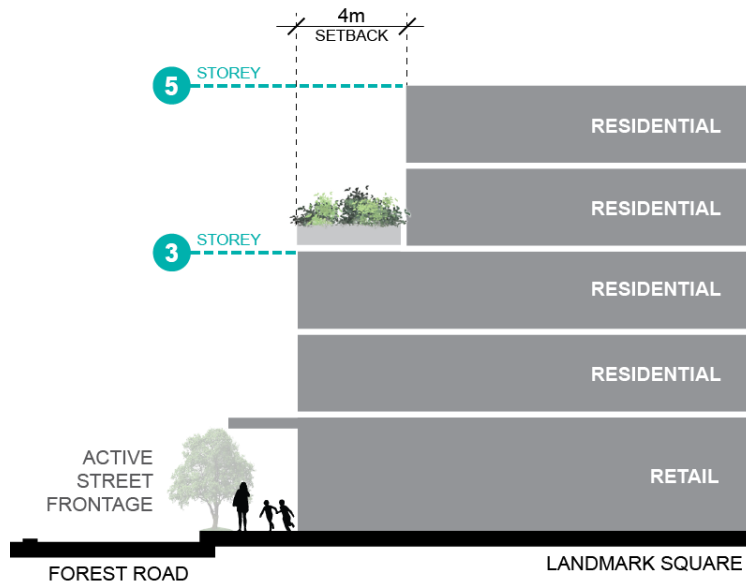 4m
SETBACK
5 STOREY
RESIDENTIAL
RESIDENTIAL
3 STOREY
RESIDENTIAL
RESIDENTIAL
ACTIVE
STREET
FRONTAGE
RETAIL
FOREST ROAD
LANDMARK SQUARE